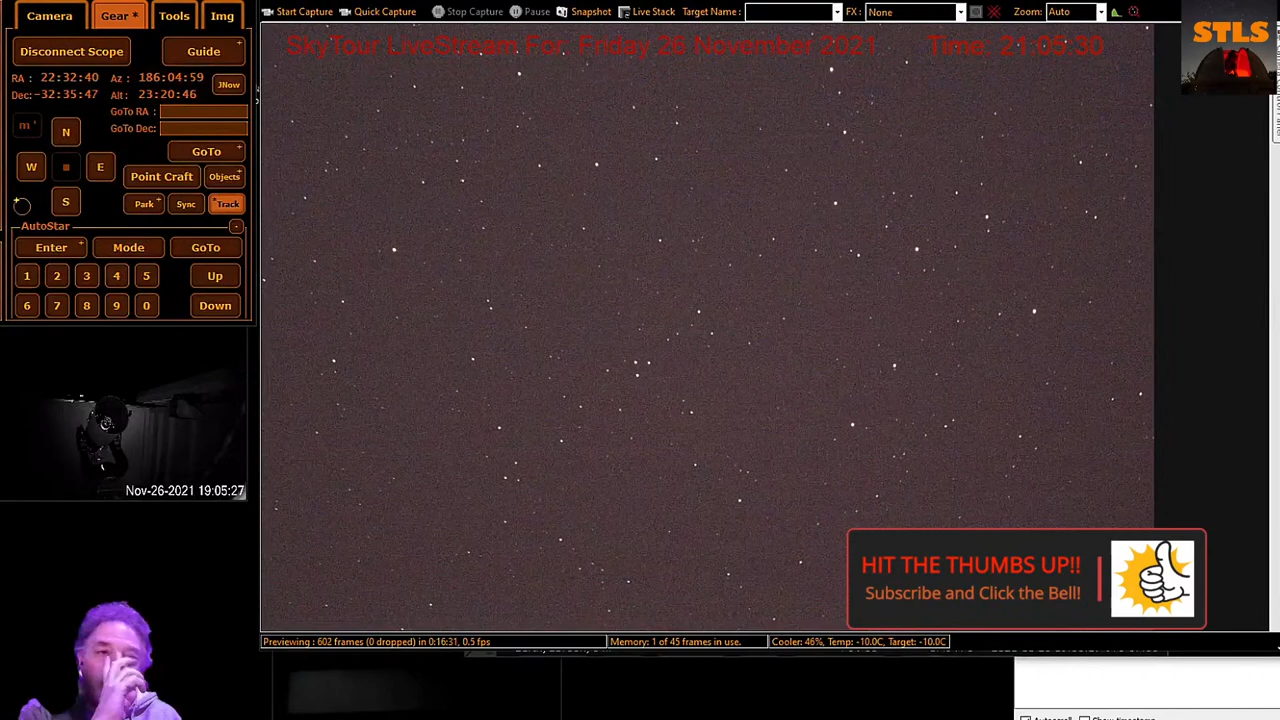 Camera Gear * Tools Img
Start Capture Quick Capture Stop Capture Pause Snapshot Live Stack Target Name : FX : None Zoom: Auto
SkyTour LiveStream For: Friday 26 November 2021 Time: 21:05:30
STLS
Disconnect Scope Guide
RA : 22:32:40 Az : 186:04:59
Dec: -32:35:47 Alt: 23:20:46
JNow
GoTo RA :
GoTo Dec:
m'
N
GoTo
W E
Point Craft Objects
S
Park Sync Track
AutoStar
Enter Mode GoTo
1 2 3 4 5 Up
6 7 8 9 0 Down
Nov-26-2021 19:05:27
HIT THE THUMBS UP!!
Subscribe and Click the Bell!
Previewing : 602 frames (0 dropped) in 0:16:31, 0.5 fps Memory: 1 of 45 frames in use. Cooler: 46%, Temp: -10.0C, Target: -10.0C